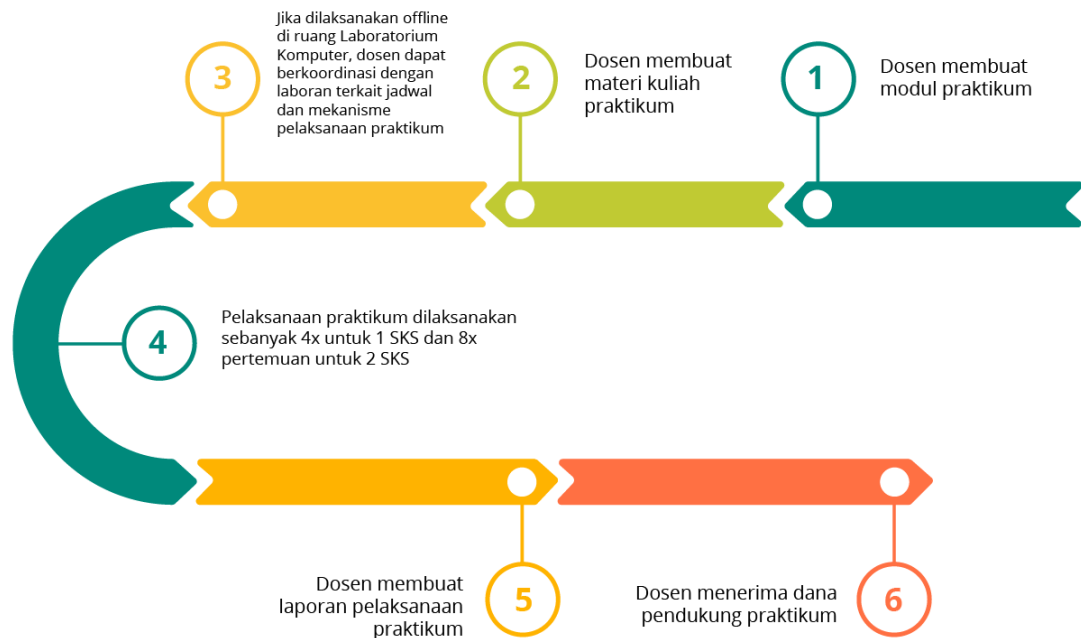 1
Dosen membuat
modul praktikum
2
Dosen membuat
materi kuliah
praktikum
3
Jika dilaksanakan offline
di ruang Laboratorium
Komputer, dosen dapat
berkoordinasi dengan
laboran terkait jadwal
dan mekanisme
pelaksanaan praktikum
4
Pelaksanaan praktikum dilaksanakan
sebanyak 4x untuk 1 SKS dan 8x
pertemuan untuk 2 SKS
5
Dosen membuat
laporan pelaksanaan
praktikum
6
Dosen menerima dana
pendukung praktikum